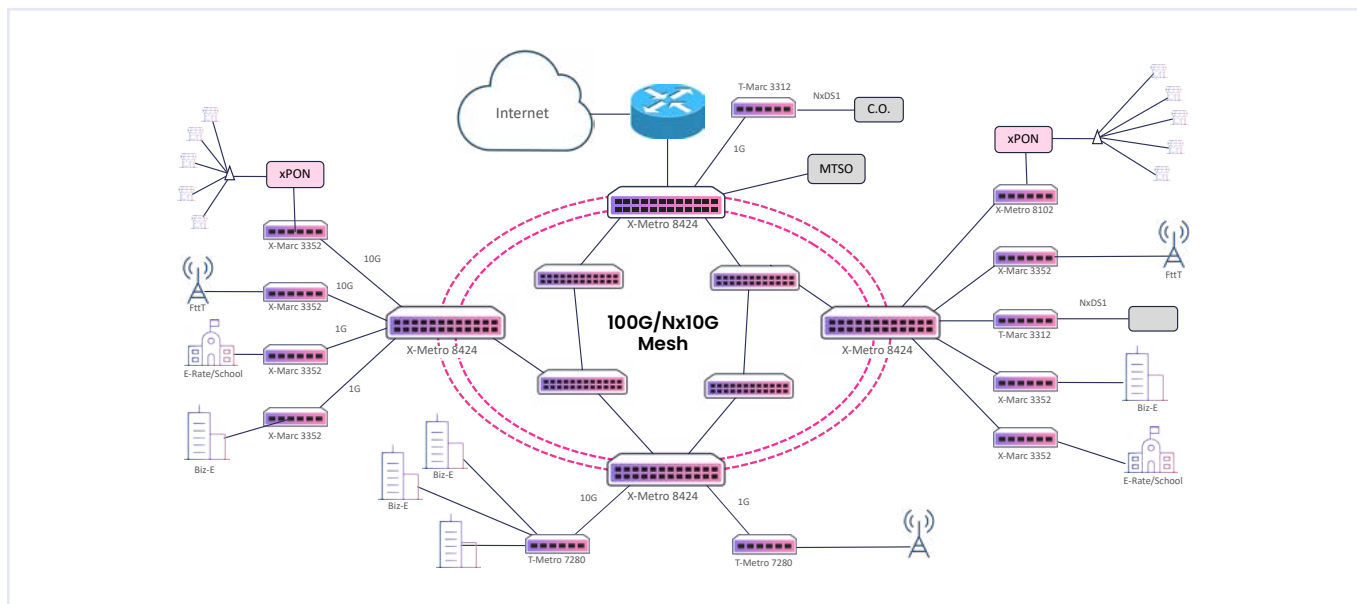 T-Marc 3312
NxDS1
C.O.
Internet
1G
MTSO
X-Metro 8424
xPON
X-Marc 3352
10G
FttT
10G
X-Marc 3352
1G
E-Rate/School
X-Marc 3352
1G
X-Marc 3352
Biz-E
X-Metro 8424
100G/Nx10G
Mesh
xPON
X-Metro 8102
X-Marc 3352
FttT
NxDS1
T-Marc 3312
X-Metro 8424
X-Marc 3352
Biz-E
X-Marc 3352
E-Rate/School
Biz-E
Biz-E
X-Metro 8424
10G
1G
T-Metro 7280
T-Metro 7280